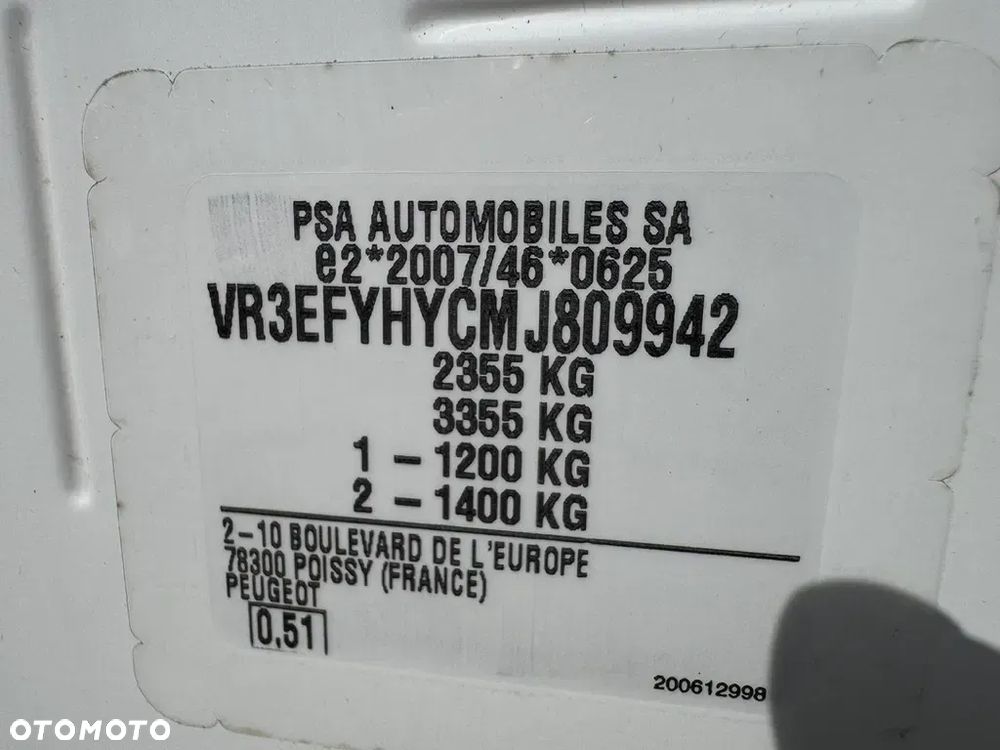 PSA AUTOMOBILES SA
e2*2007/46*0625
VR3EFYHYCMJ809942
2355 KG
3355 KG
1 – 1200 KG
2 – 1400 KG
2–10 BOULEVARD DE L'EUROPE
78300 POISSY (FRANCE)
PEUGEOT
0,51
200612998
OTOMOTO